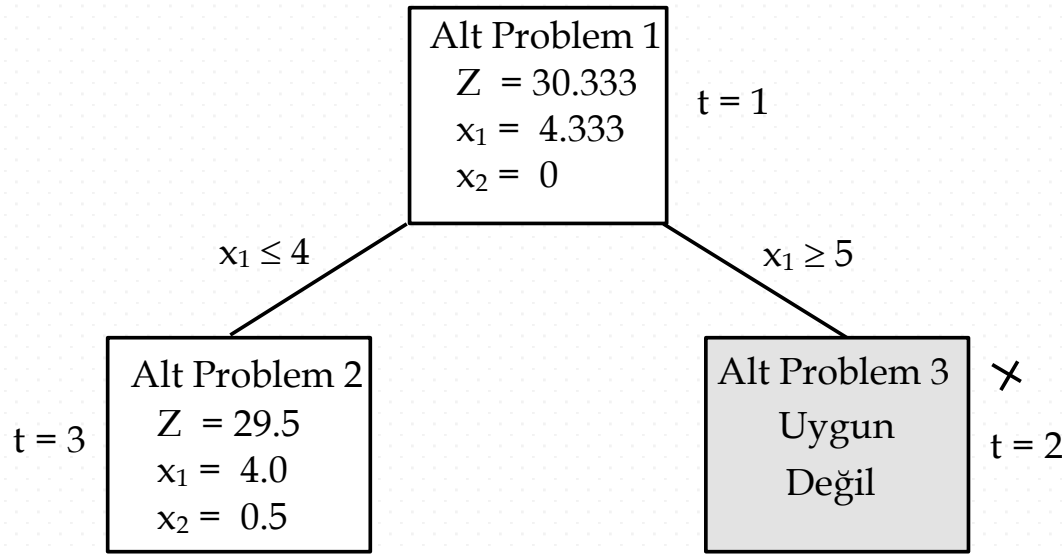 Alt Problem 1
Z = 30.333
x₁ = 4.333
x₂ = 0
t = 1
x₁ ≤ 4
x₁ ≥ 5
Alt Problem 2
Z = 29.5
x₁ = 4.0
x₂ = 0.5
t = 3
Alt Problem 3
Uygun
Değil
×
t = 2